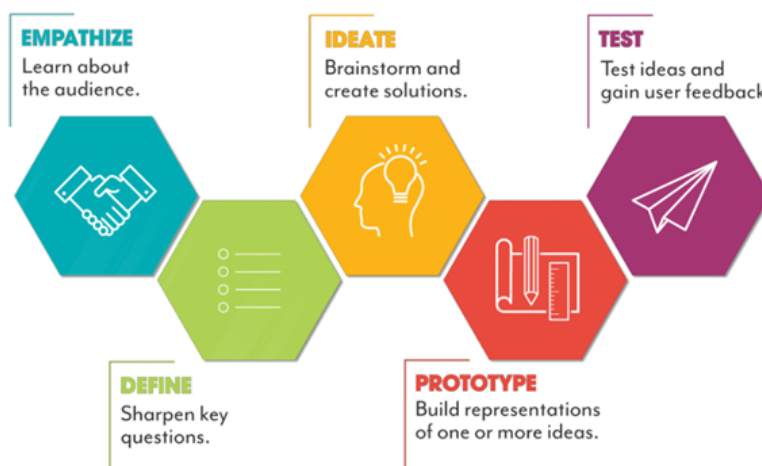 EMPATHIZE
Learn about
the audience.
DEFINE
Sharpen key
questions.
IDEATE
Brainstorm and
create solutions.
PROTOTYPE
Build representations
of one or more ideas.
TEST
Test ideas and
gain user feedback